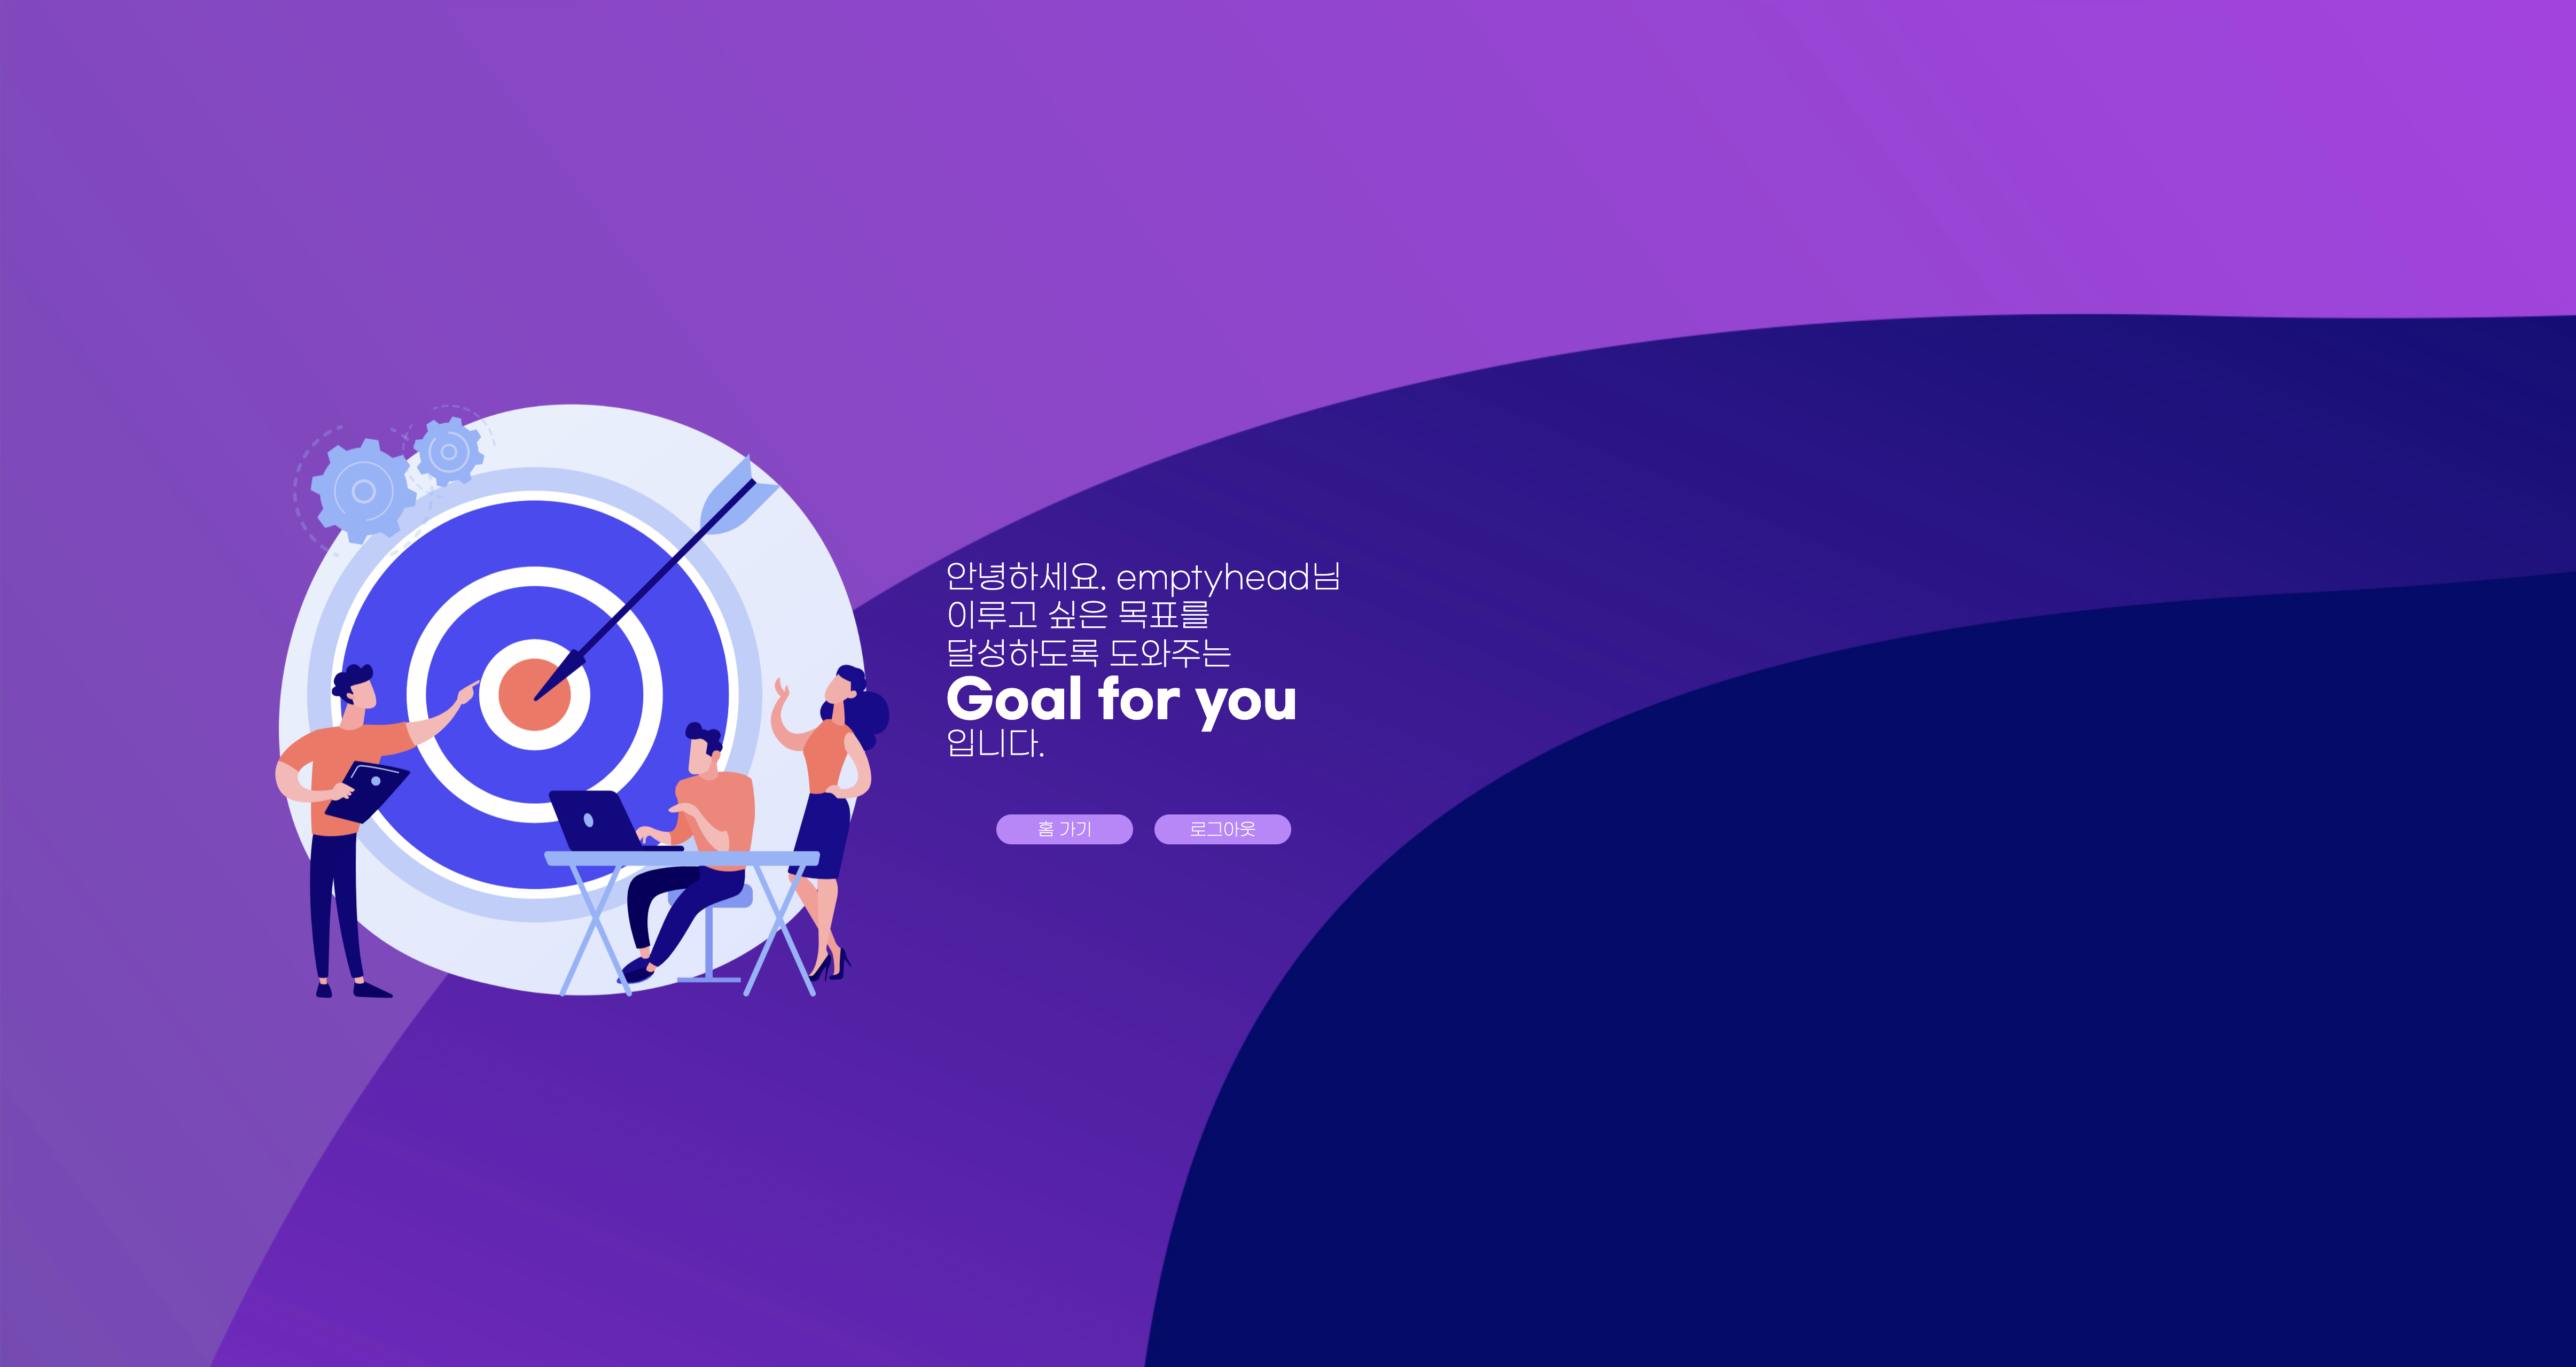 안녕하세요. emptyhead님
이루고 싶은 목표를
달성하도록 도와주는
Goal for you
입니다.
홈 가기
로그아웃